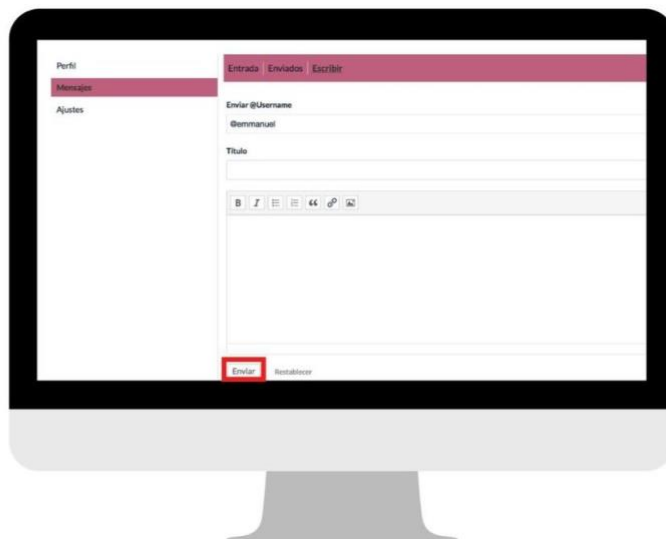 Perfil
Mensajes
Ajustes
Entrada Enviados Escribir
Enviar @Username
@emmanuel
Título
B I
Enviar Restablecer